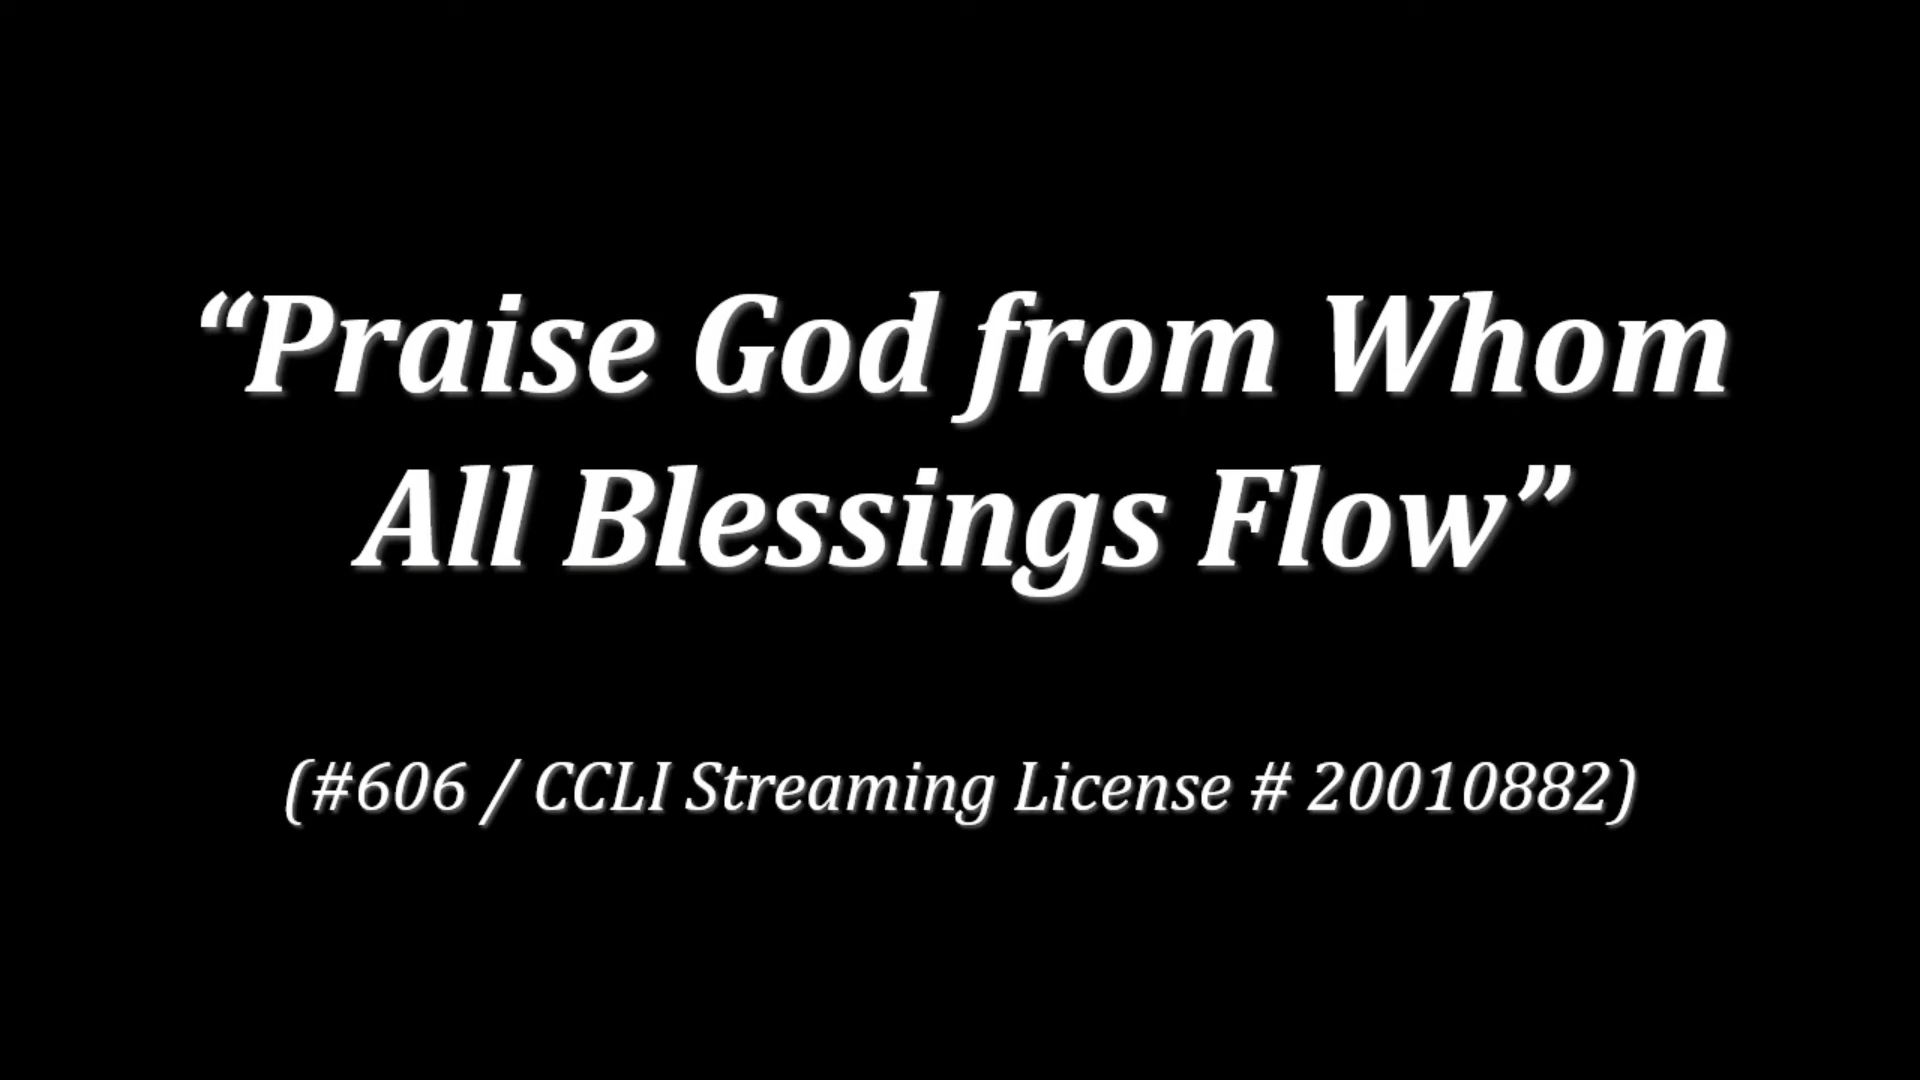 “Praise God from Whom
All Blessings Flow”
(#606 / CCLI Streaming License # 20010882)